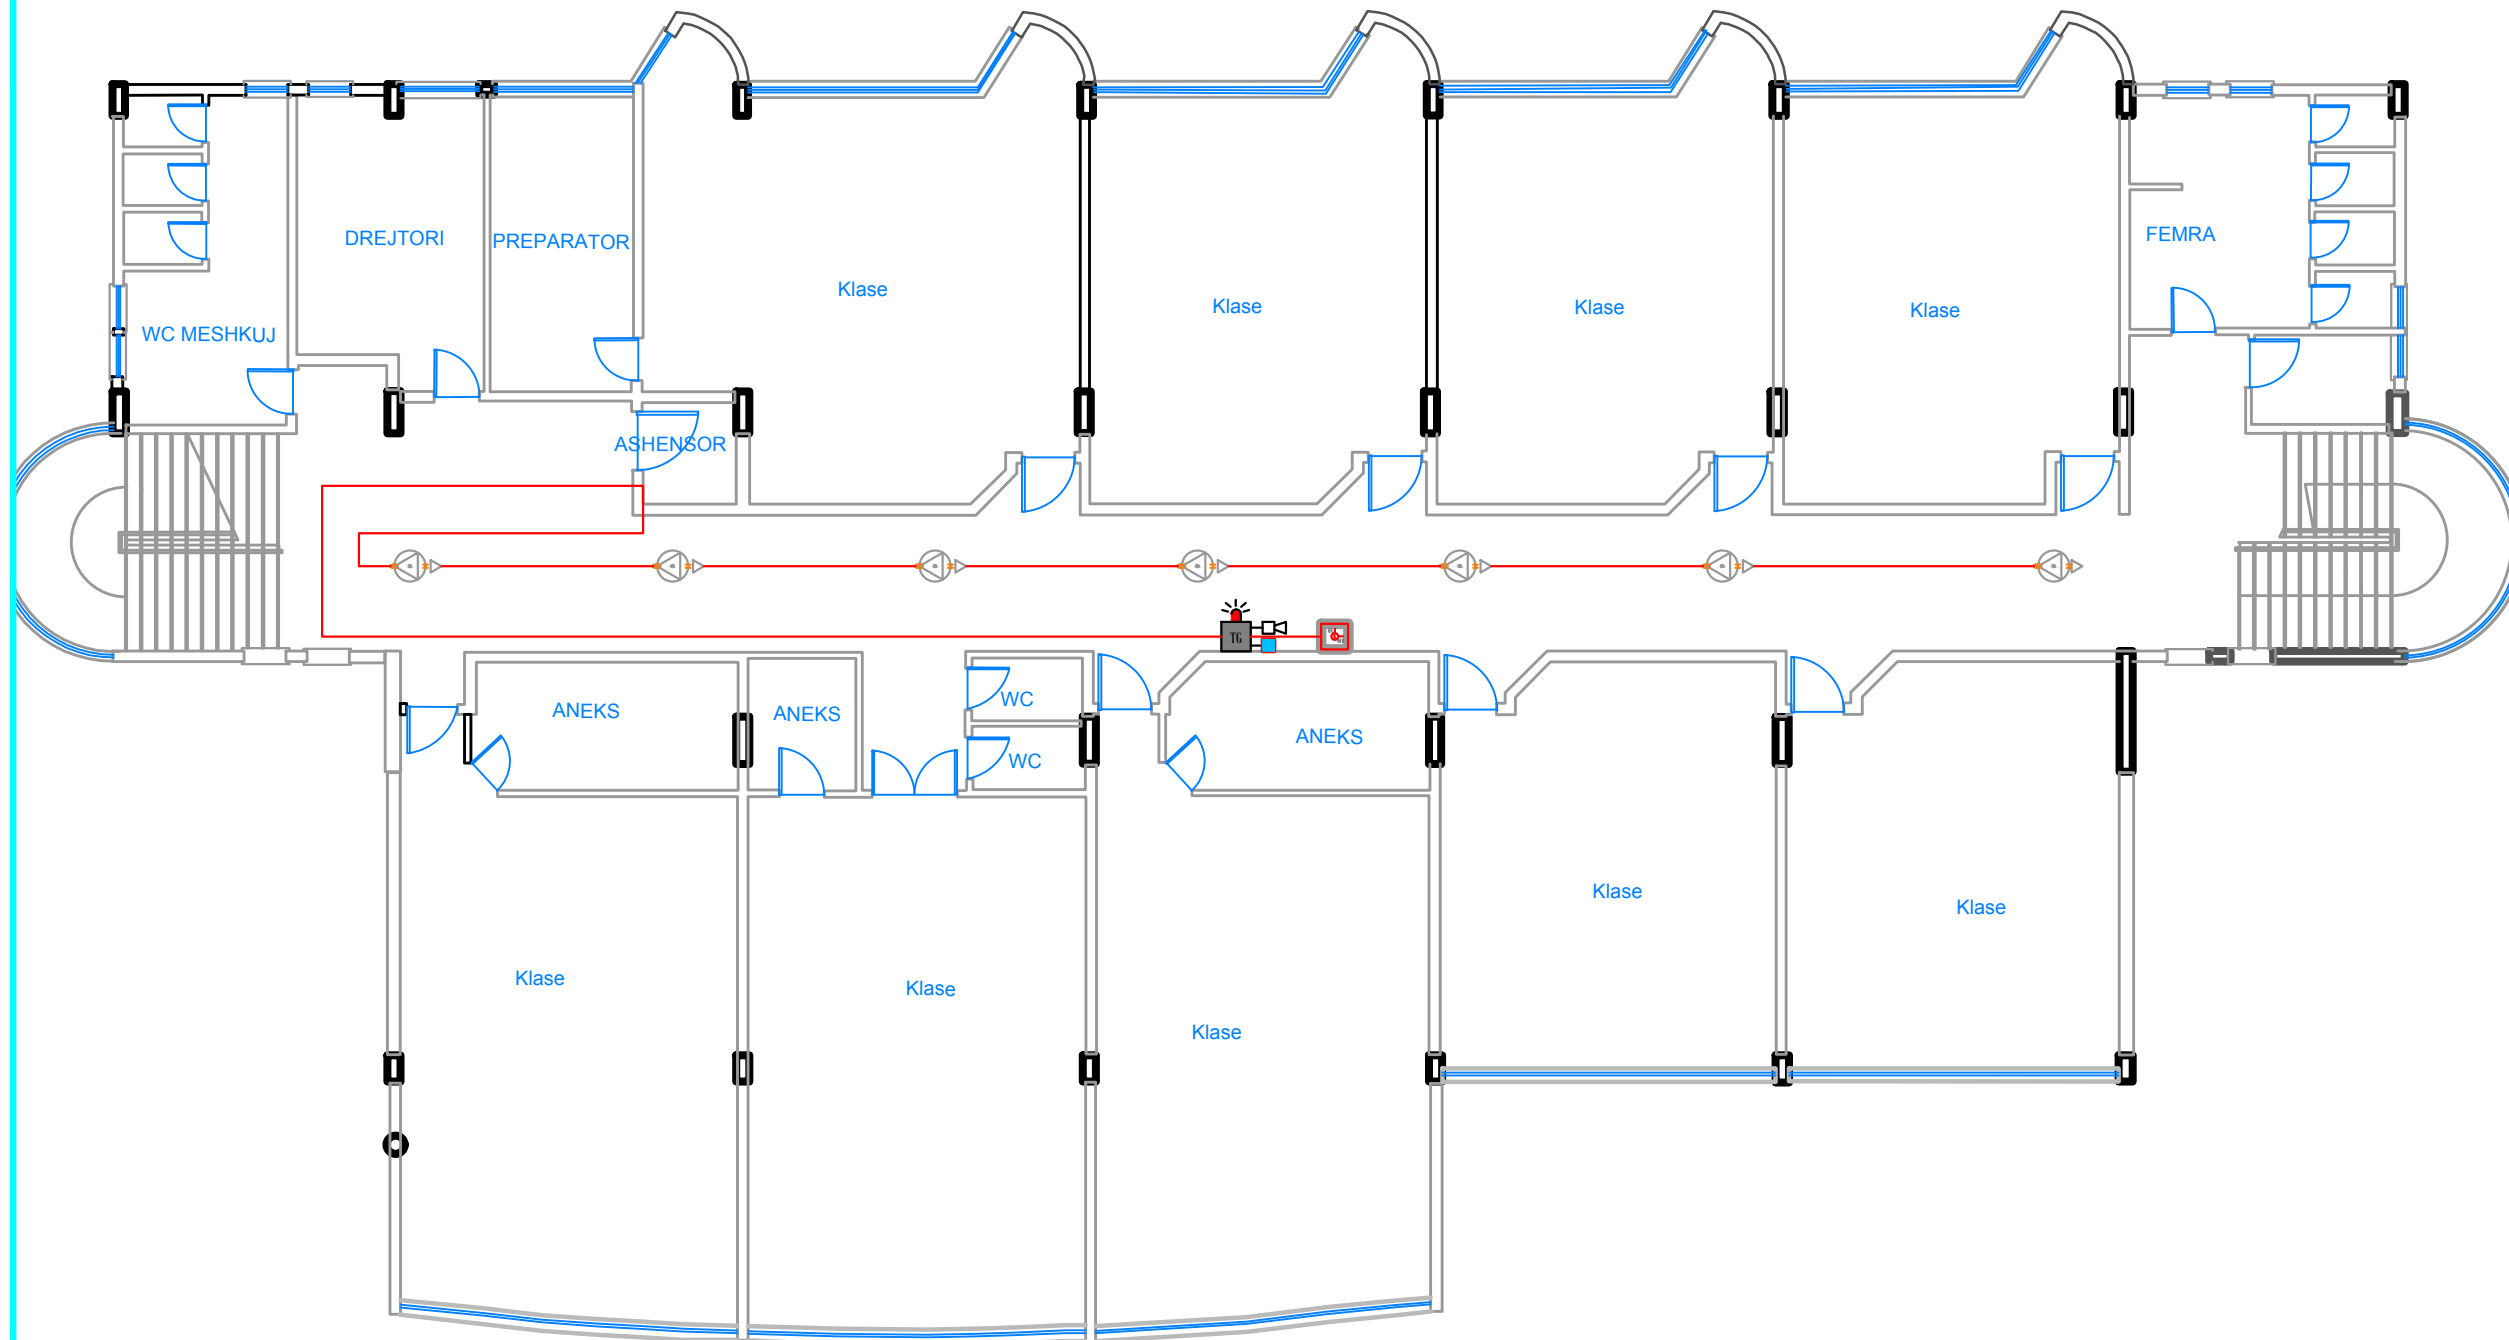 DREJTORI
PREPARATOR
FEMRA
Klase
Klase
Klase
Klase
WC MESHKUJ
ASHENSOR
TG
WC
ANEKS
ANEKS
ANEKS
WC
Klase
Klase
Klase
Klase
Klase